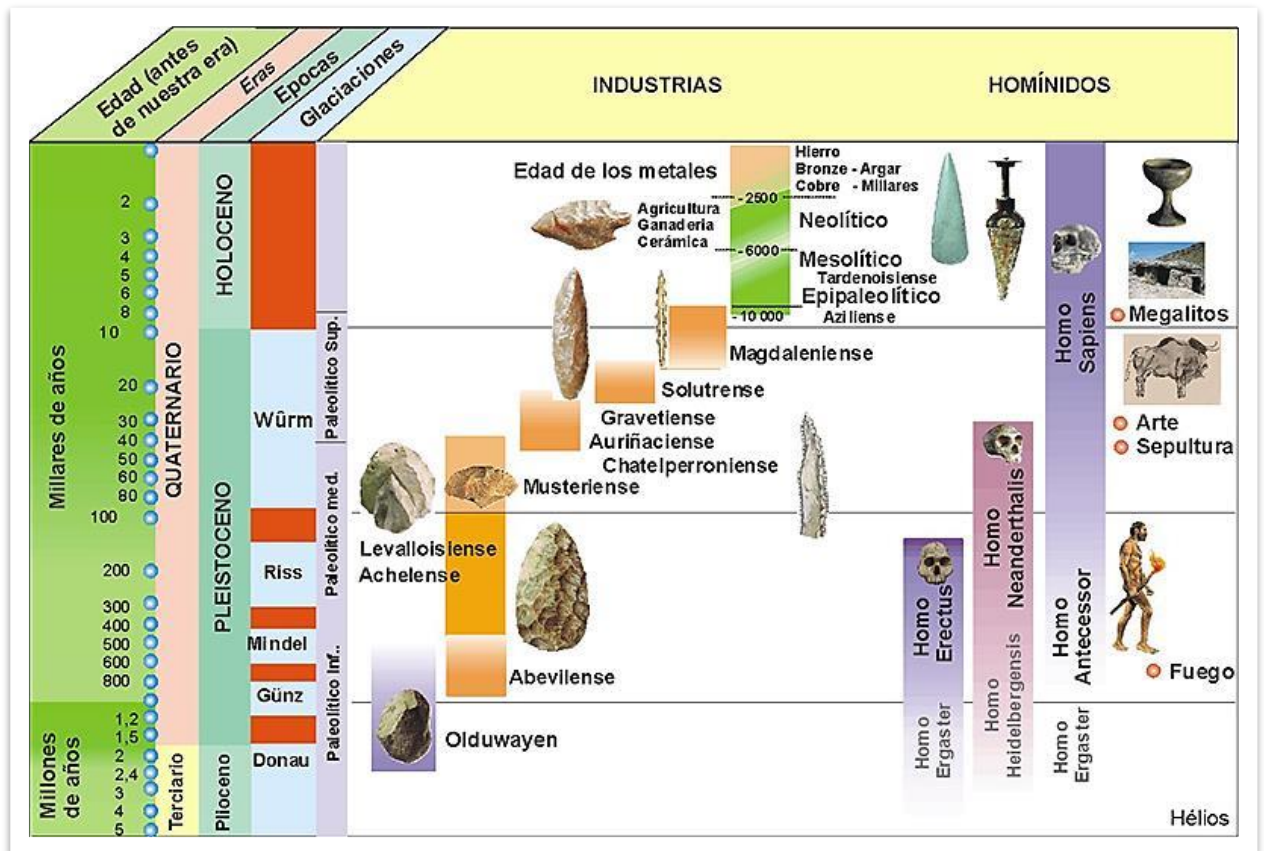 Edad (antes
de nuestra era)
Eras
Epocas
Glaciaciones
INDUSTRIAS
HOMÍNIDOS
Millares de años
2
3
4
5
6
8
10
20
30
40
50
60
80
100
200
300
400
500
600
800
Millones
de años
1,2
1,5
2
2,4
3
4
5
QUATERNARIO
Terciario
HOLOCENO
PLEISTOCENO
Plioceno
Wûrm
Riss
Mindel
Günz
Donau
Paleolítico Sup.
Paleolítico med.
Paleolítico Inf..
Edad de los metales
Hierro
Bronze - Argar
Cobre - Millares
- 2500
Agricultura
Ganaderia
Cerámica
Neolítico
- 6000
Mesolítico
Tardenoisiense
Epipaleolítico
- 10 000
Aziliense
Magdaleniense
Solutrense
Gravetiense
Auriñaciense
Chatelperroniense
Musteriense
Levalloisiense
Achelense
Abevilense
Olduwayen
Homo
Erectus
Homo
Ergaster
Homo
Neanderthalis
Homo
Heidelbergensis
Homo
Sapiens
Homo
Antecessor
Homo
Ergaster
Megalitos
Arte
Sepultura
Fuego
Hélios